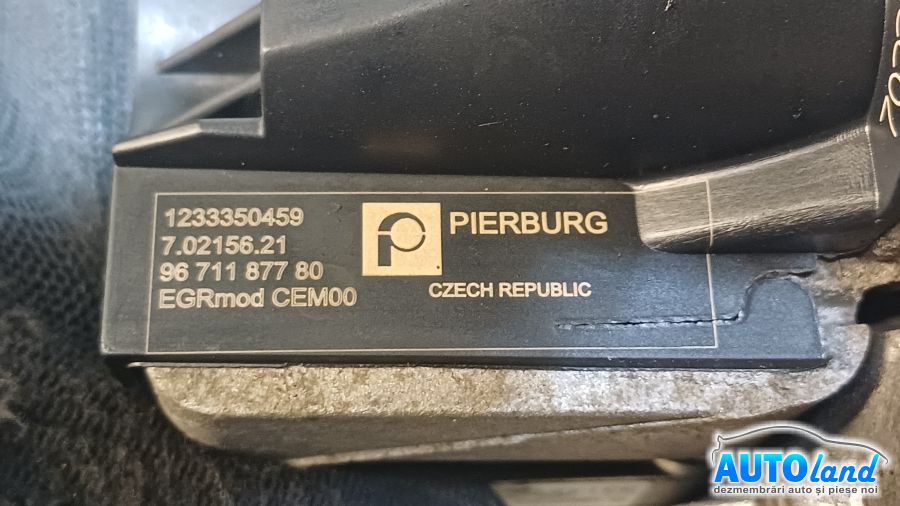 1233350459
7.02156.21
96 711 877 80
EGRmod CEM00
PIERBURG
CZECH REPUBLIC
AUTOland
dezmembrări auto și piese noi